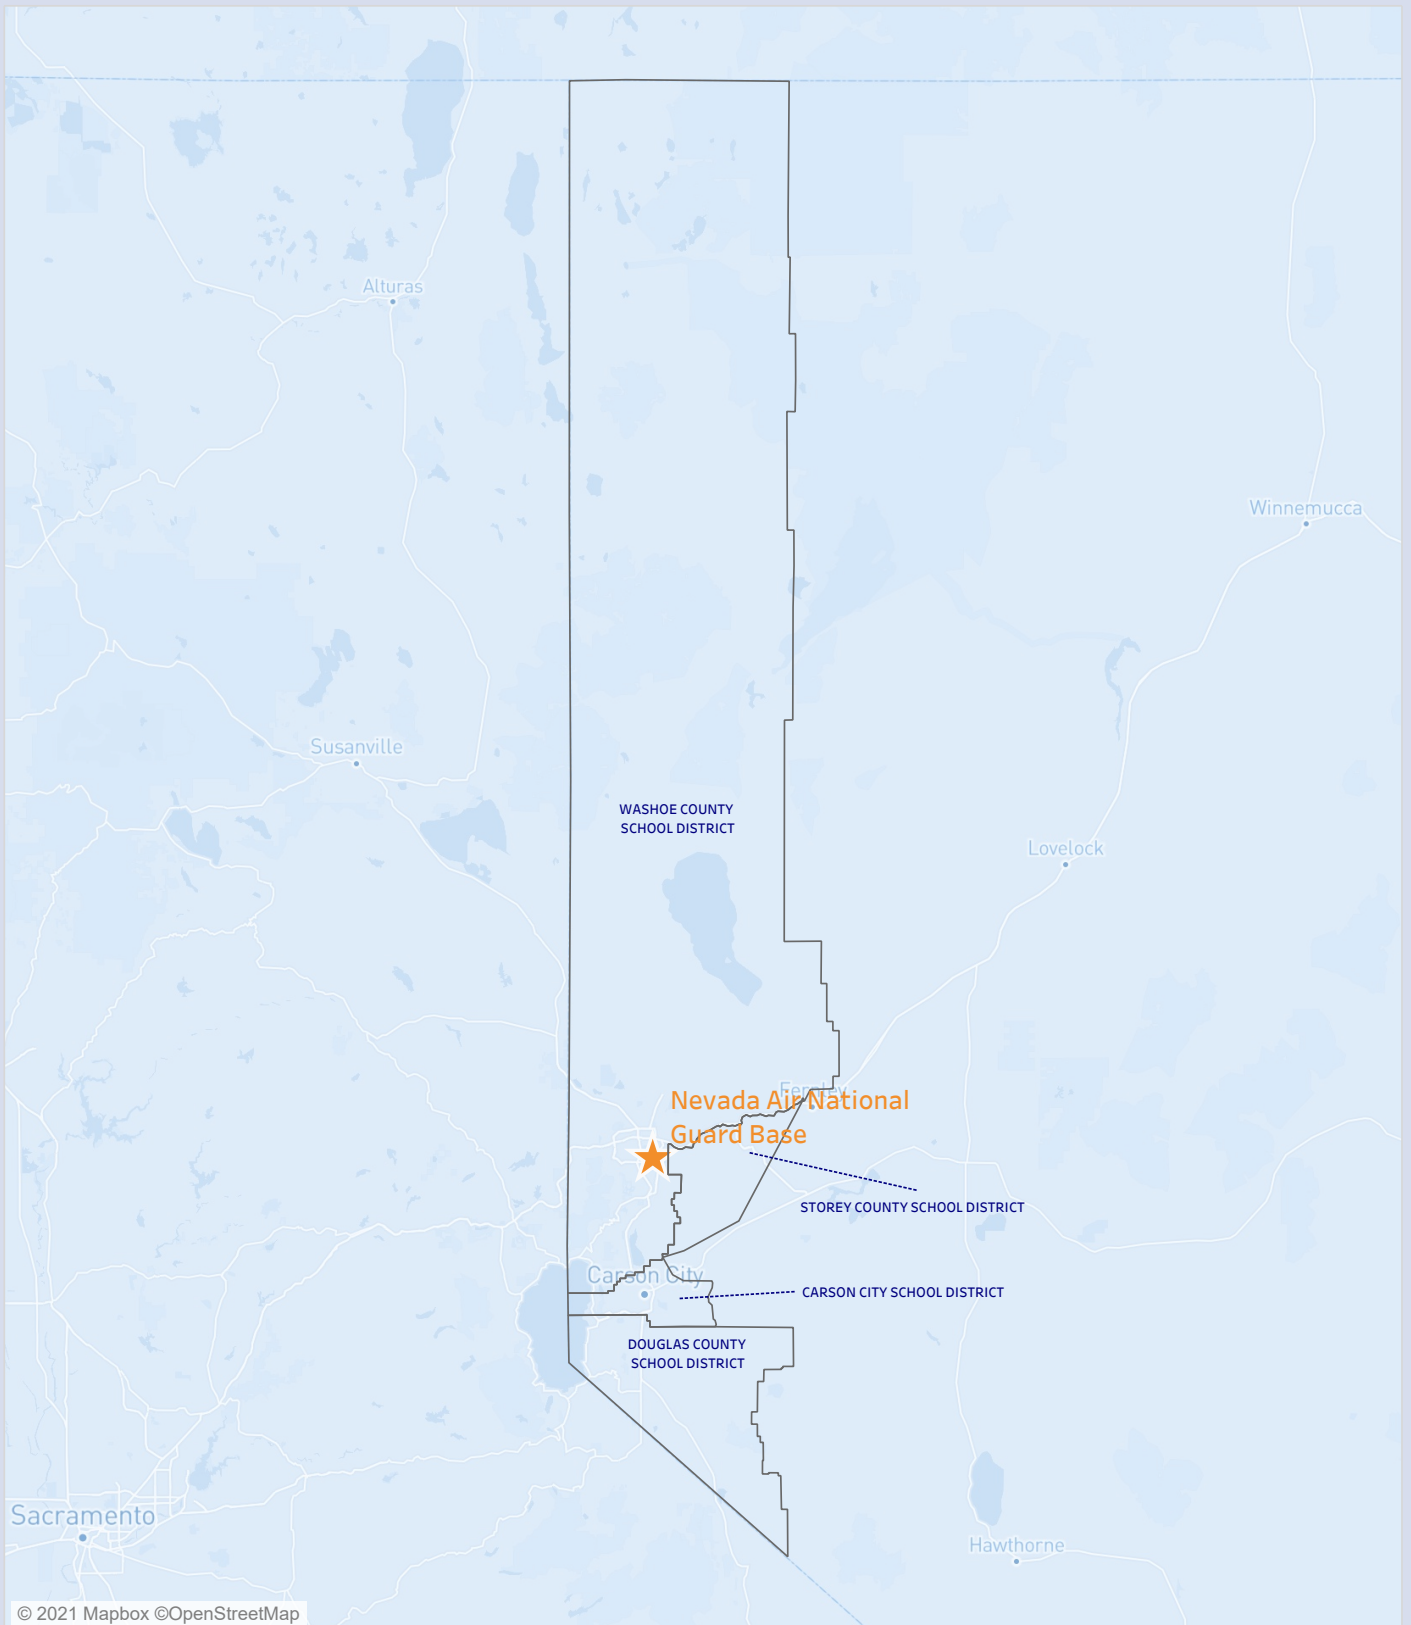 Alturas
Winnemucca
Susanville
WASHOE COUNTY
SCHOOL DISTRICT
Lovelock
Fernley
Nevada Air National
Guard Base
STOREY COUNTY SCHOOL DISTRICT
Carson City
CARSON CITY SCHOOL DISTRICT
DOUGLAS COUNTY
SCHOOL DISTRICT
Sacramento
Hawthorne
© 2021 Mapbox ©OpenStreetMap